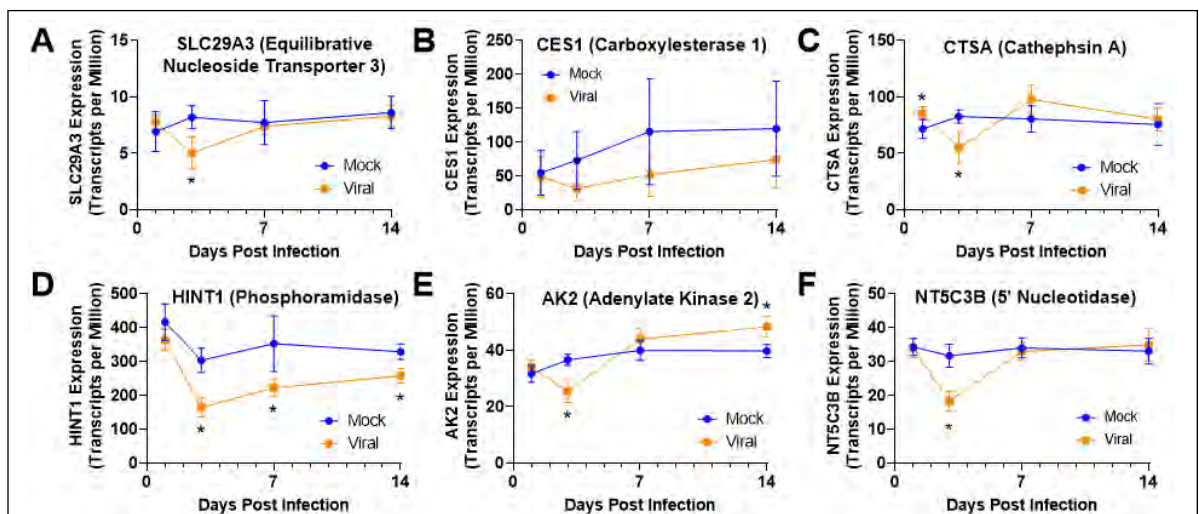 A
SLC29A3 (Equilibrative
Nucleoside Transporter 3)
SLC29A3 Expression
(Transcripts per Million)
15
10
5
0
Mock
Viral
*
0
7
14
Days Post Infection
B
CES1 (Carboxylesterase 1)
CES1 Expression
(Transcripts per Million)
250
200
150
100
50
0
Mock
Viral
0
7
14
Days Post Infection
C
CTSA (Cathephsin A)
CTSA Expression
(Transcripts per Million)
150
100
50
0
*
*
Mock
Viral
0
7
14
Days Post Infection
D
HINT1 (Phosphoramidase)
HINT1 Expression
(Transcripts per Million)
500
400
300
200
100
0
*
*
*
Mock
Viral
0
7
14
Days Post Infection
E
AK2 (Adenylate Kinase 2)
AK2 Expression
(Transcripts per Million)
60
40
20
0
*
*
Mock
Viral
0
7
14
Days Post Infection
F
NT5C3B (5' Nucleotidase)
NT5C3B Expression
(Transcripts per Million)
50
40
30
20
10
0
*
Mock
Viral
0
7
14
Days Post Infection